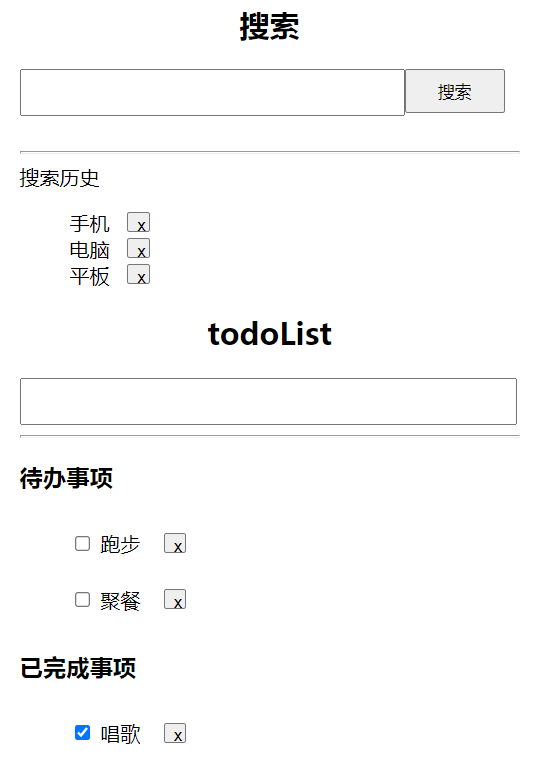 搜索
搜索
搜索历史
手机 x
电脑 x
平板 x
todoList
待办事项
跑步 x
聚餐 x
已完成事项
唱歌 x